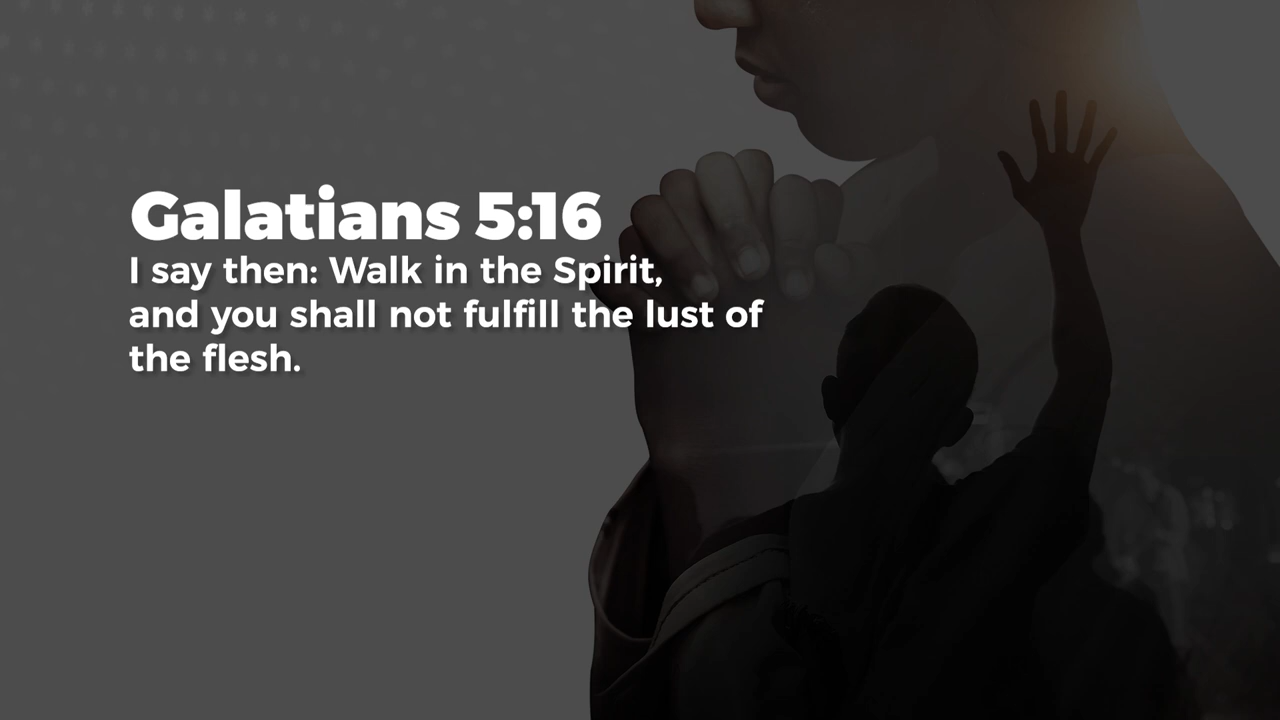 Galatians 5:16
I say then: Walk in the Spirit,
and you shall not fulfill the lust of
the flesh.